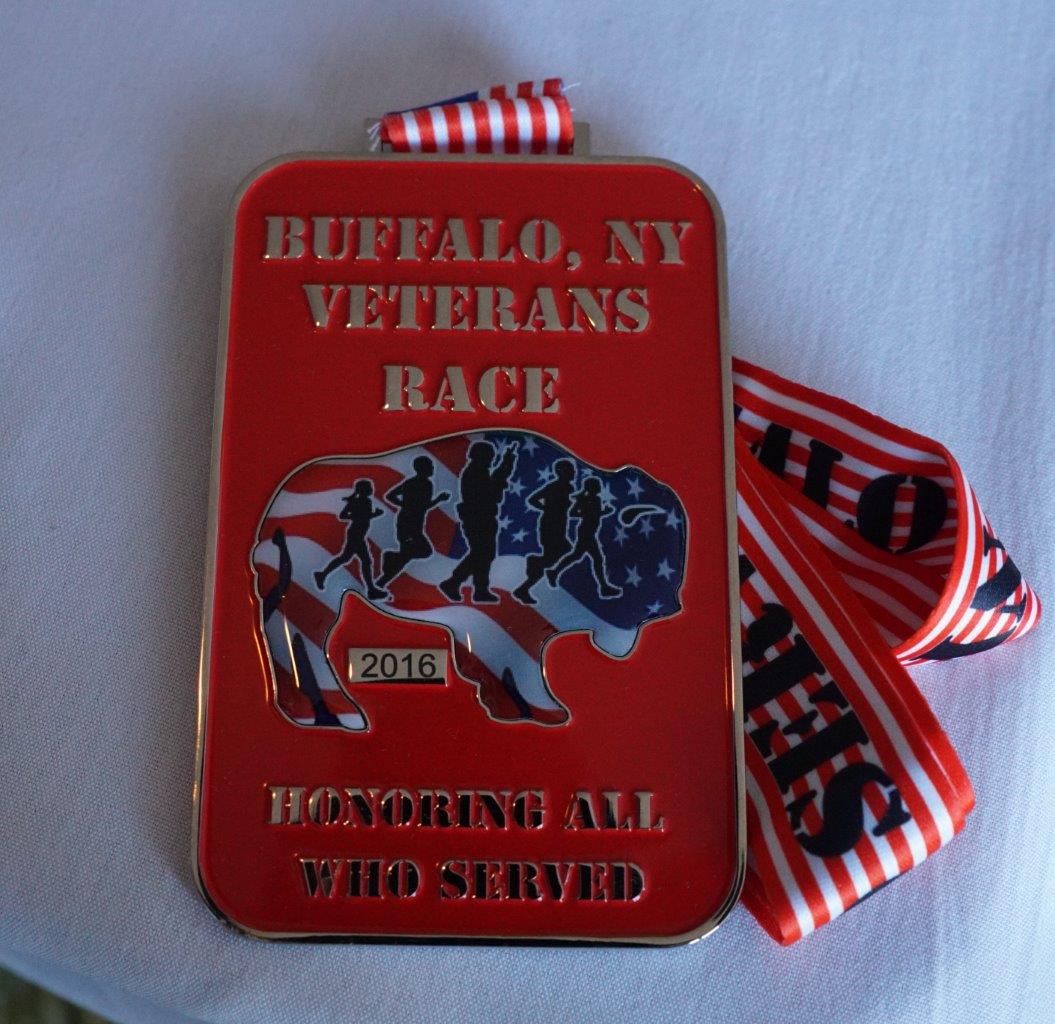 BUFFALO, NY
VETERANS
RACE
2016
HONORING ALL
WHO SERVED